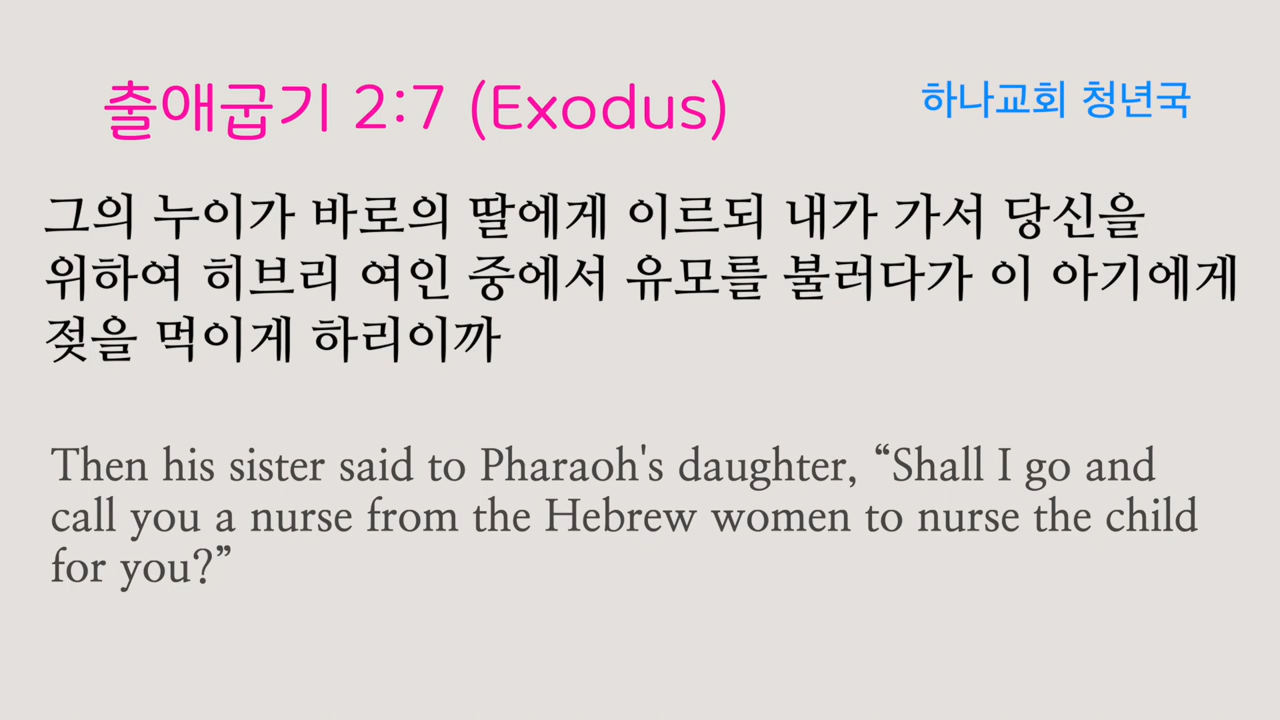 출애굽기 2:7 (Exodus)
하나교회 청년국
그의 누이가 바로의 딸에게 이르되 내가 가서 당신을
위하여 히브리 여인 중에서 유모를 불러다가 이 아기에게
젖을 먹이게 하리이까
Then his sister said to Pharaoh's daughter, “Shall I go and
call you a nurse from the Hebrew women to nurse the child
for you?”